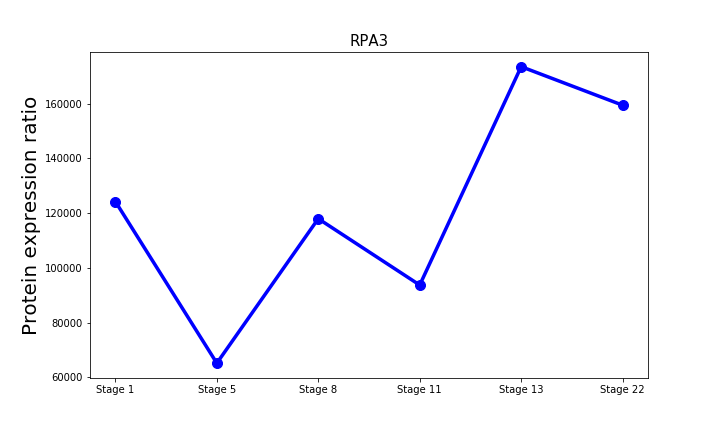 RPA3
Protein expression ratio
160000
140000
120000
100000
80000
60000
Stage 1 Stage 5 Stage 8 Stage 11 Stage 13 Stage 22